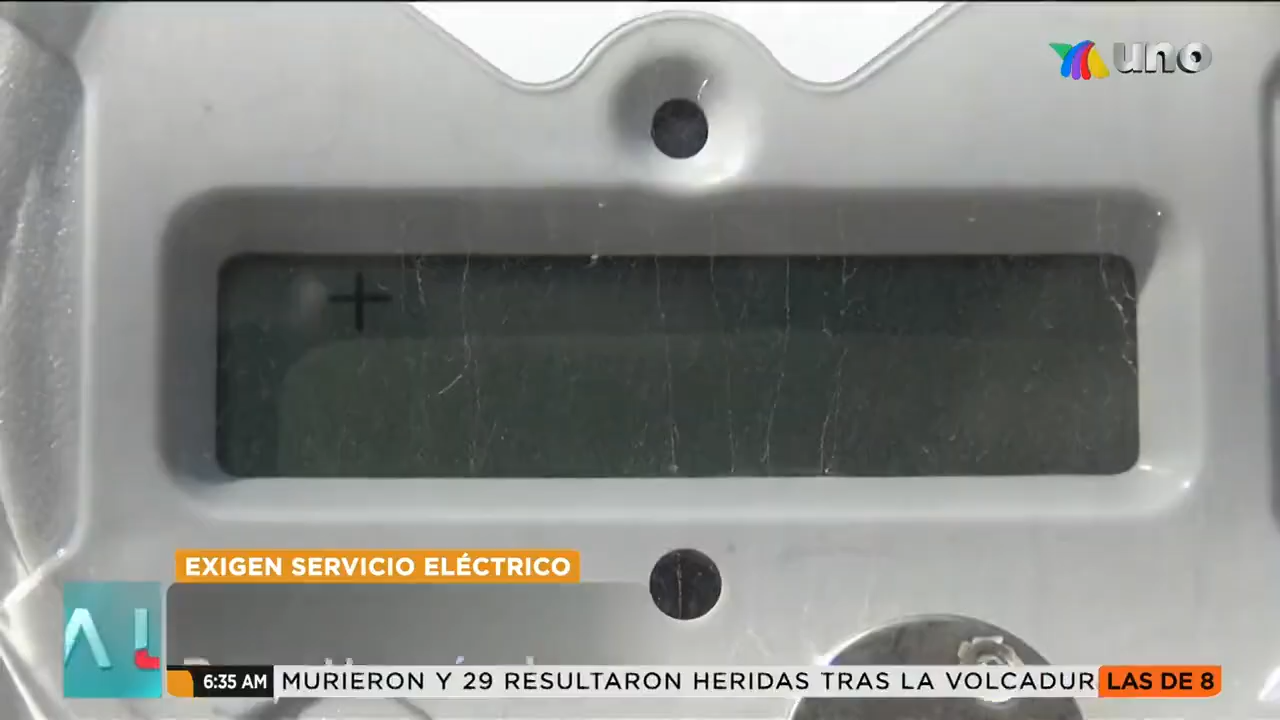 uno
+
EXIGEN SERVICIO ELÉCTRICO
6:35 AM MURIERON Y 29 RESULTARON HERIDAS TRAS LA VOLCADUR LAS DE 8